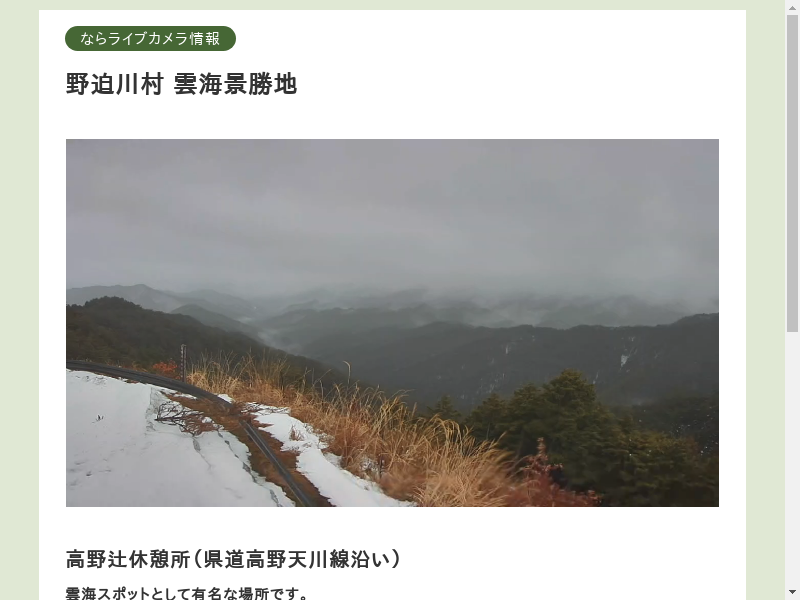 ならライブカメラ情報
野迫川村 雲海景勝地
高野辻休憩所（県道高野天川線沿い）
雲海スポットとして有名な場所です。